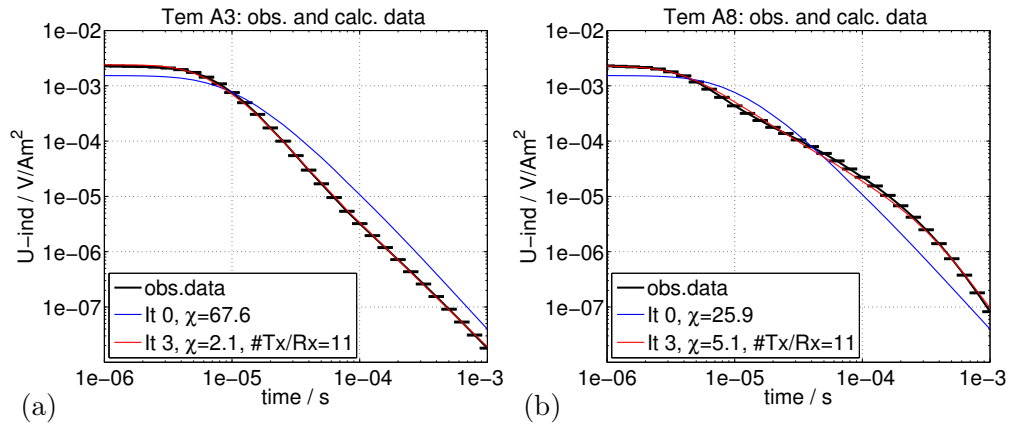 Tem A3: obs. and calc. data
1e−02
1e−03
1e−04
1e−05
1e−06
1e−07
U−ind / V/Am²
obs.data
It 0, χ=67.6
It 3, χ=2.1, #Tx/Rx=11
1e−06 1e−05 1e−04 1e−3
time / s
(a)
Tem A8: obs. and calc. data
1e−02
1e−03
1e−04
1e−05
1e−06
1e−07
U−ind / V/Am²
obs.data
It 0, χ=25.9
It 3, χ=5.1, #Tx/Rx=11
1e−06 1e−05 1e−04 1e−3
time / s
(b)